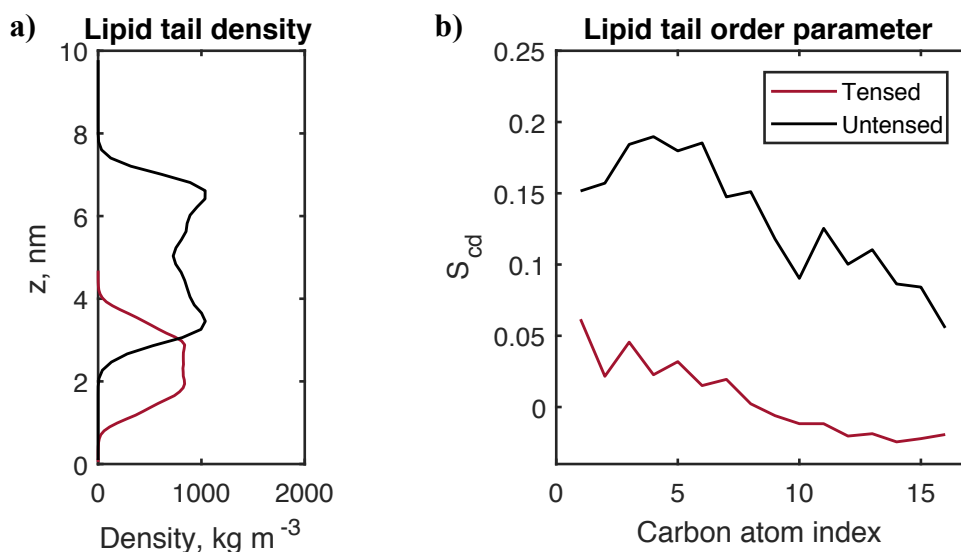 a)
Lipid tail density
10
8
6
4
2
0
z, nm
0 1000 2000
Density, kg m-3
b)
Lipid tail order parameter
0.25
0.2
0.15
0.1
0.05
0
Scd
Tensed
Untensed
0 5 10 15
Carbon atom index